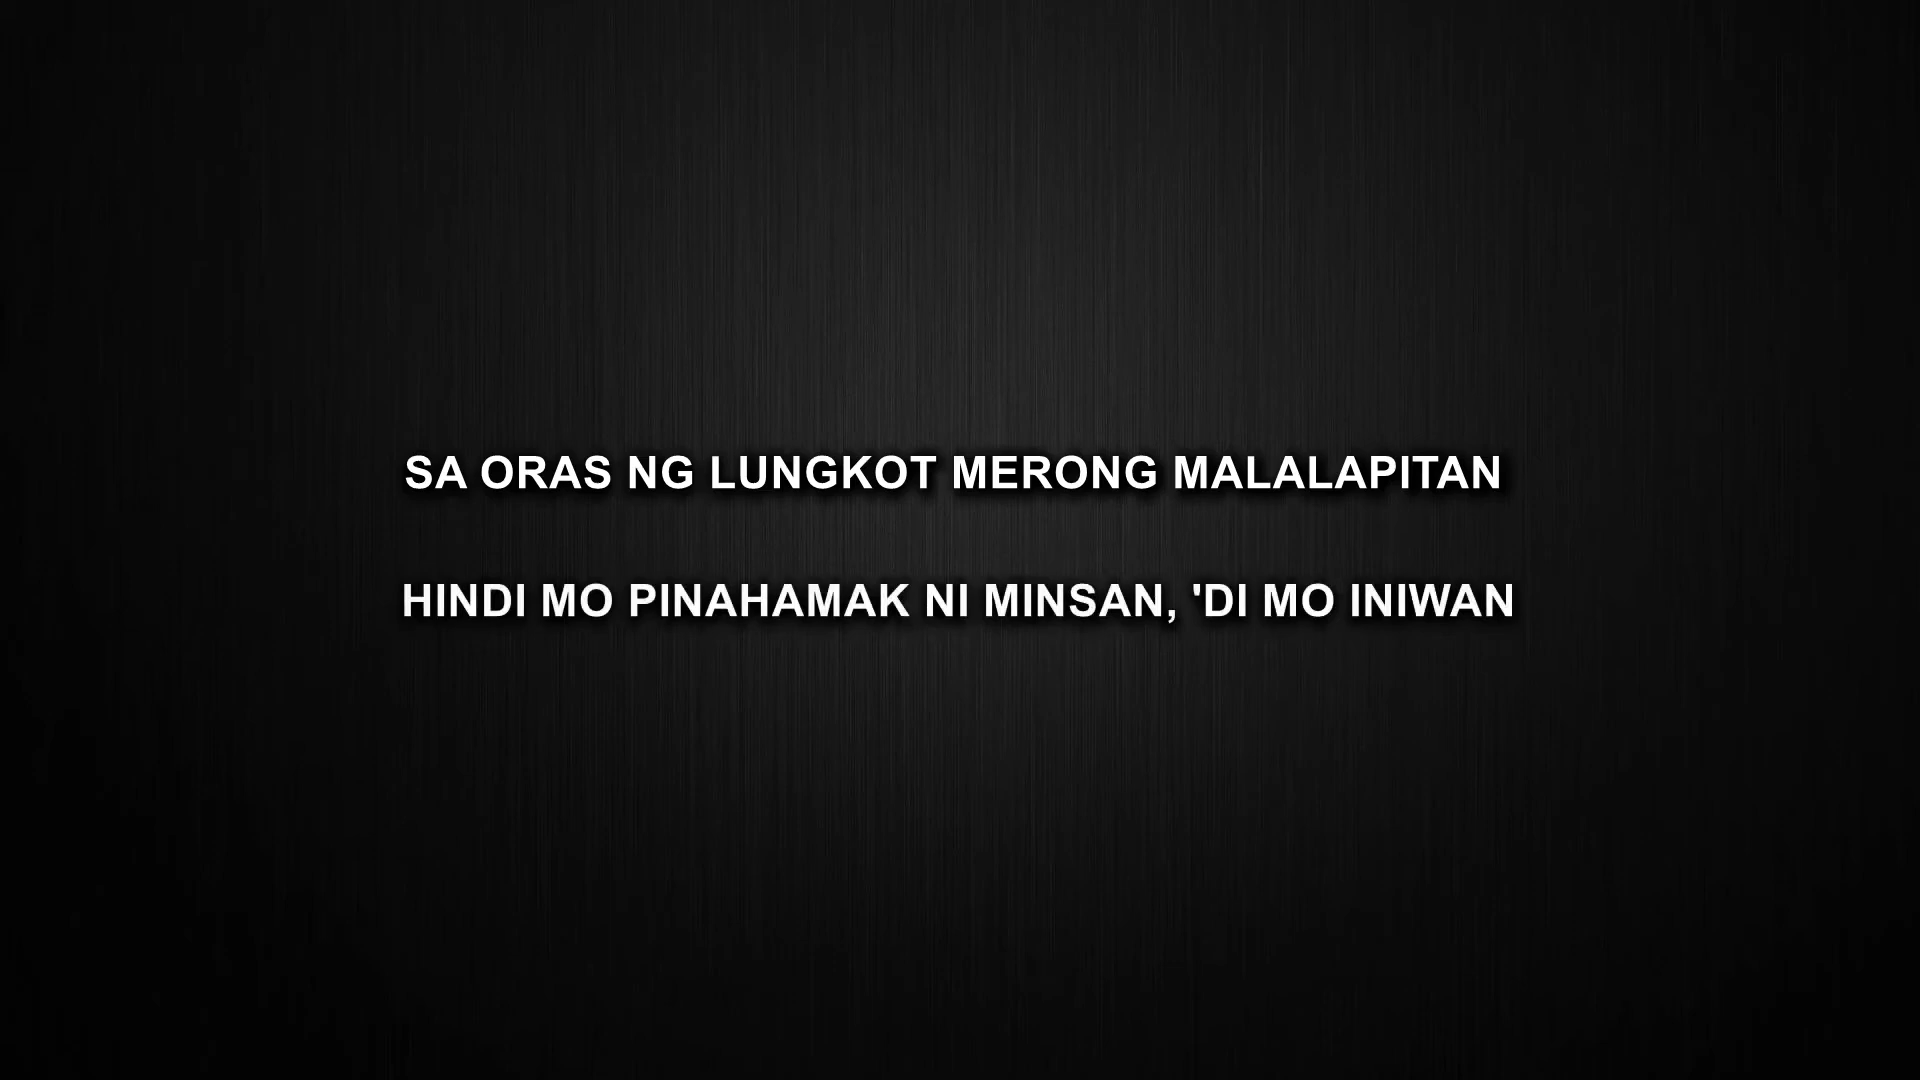 SA ORAS NG LUNGKOT MERONG MALALAPITAN
HINDI MO PINAHAMAK NI MINSAN, 'DI MO INIWAN